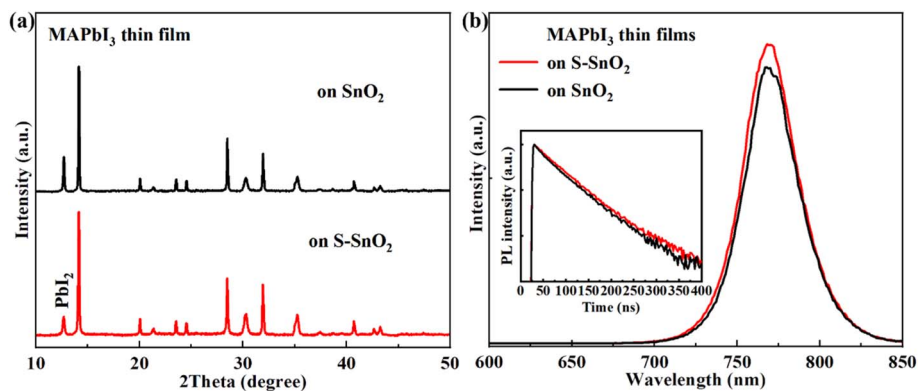 (a)
MAPbI₃ thin film
on SnO₂
on S-SnO₂
PbI₂
Intensity (a.u.)
10 20 30 40 50
2Theta (degree)
(b)
MAPbI₃ thin films
on S-SnO₂
on SnO₂
Intensity (a.u.)
PL intensity (a.u.)
0 50 100 150 200 250 300 350 400
Time (ns)
600 650 700 750 800 850
Wavelength (nm)